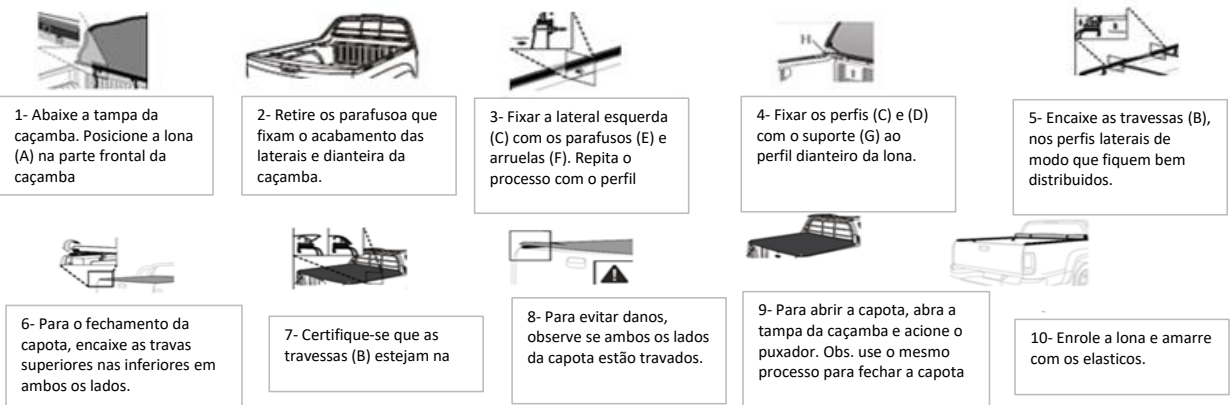 1- Abaixe a tampa da
caçamba. Posicione a lona
(A) na parte frontal da
caçamba
2- Retire os parafusoa que
fixam o acabamento das
laterais e dianteira da
caçamba.
3- Fixar a lateral esquerda
(C) com os parafusos (E) e
arruelas (F). Repita o
processo com o perfil
H
4- Fixar os perfis (C) e (D)
com o suporte (G) ao
perfil dianteiro da lona.
5- Encaixe as travessas (B),
nos perfis laterais de
modo que fiquem bem
distribuidos.
6- Para o fechamento da
capota, encaixe as travas
superiores nas inferiores em
ambos os lados.
7- Certifique-se que as
travessas (B) estejam na
8- Para evitar danos,
observe se ambos os lados
da capota estão travados.
9- Para abrir a capota, abra a
tampa da caçamba e acione o
puxador. Obs. use o mesmo
processo para fechar a capota
10- Enrole a lona e amarre
com os elasticos.